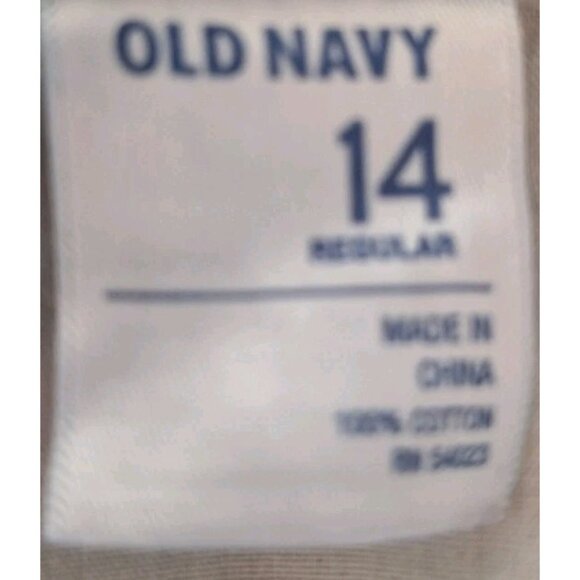 OLD NAVY
14
REGULAR
MADE IN
CHINA
100% COTTON
RN 54023